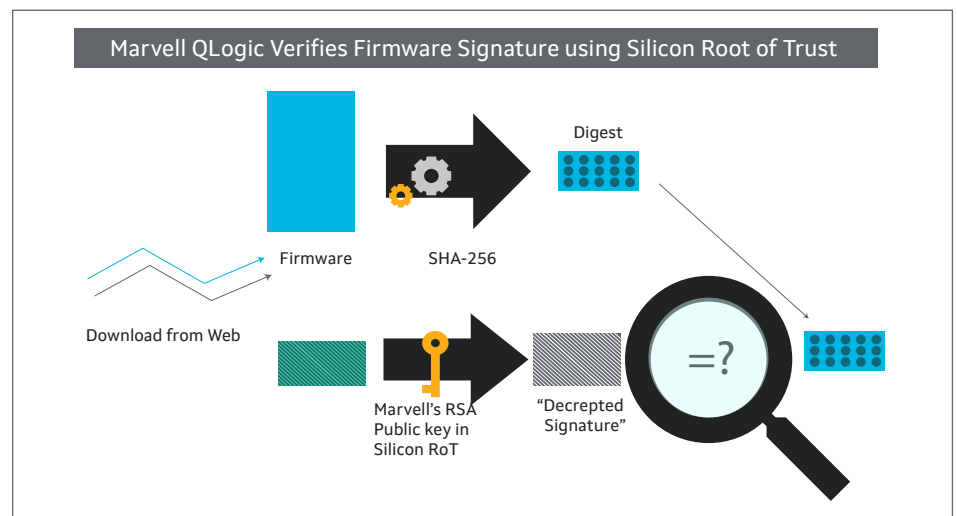 Marvell QLogic Verifies Firmware Signature using Silicon Root of Trust
Digest
Firmware
SHA-256
Download from Web
=?
Marvell's RSA
Public key in
Silicon RoT
“Decrepted
Signature”